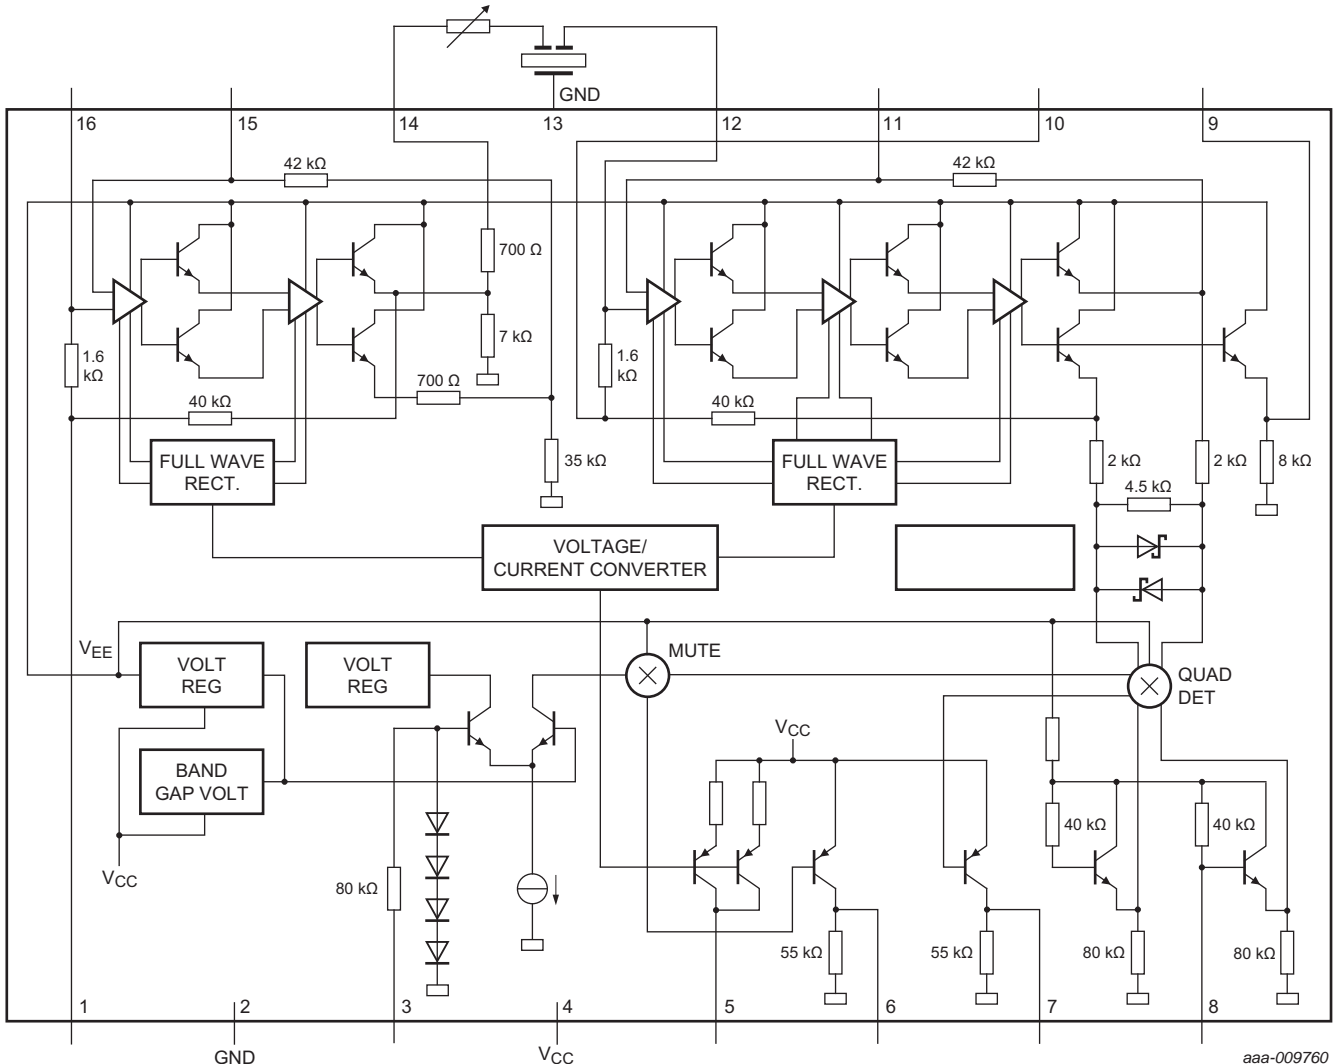 GND
16
15
14
13
12
11
10
9
42 kΩ
42 kΩ
700 Ω
7 kΩ
1.6
kΩ
1.6
kΩ
700 Ω
40 kΩ
40 kΩ
FULL WAVE
RECT.
35 kΩ
FULL WAVE
RECT.
2 kΩ
2 kΩ
8 kΩ
4.5 kΩ
VOLTAGE/
CURRENT CONVERTER
VEE
VOLT
REG
VOLT
REG
MUTE
QUAD
DET
VCC
BAND
GAP VOLT
40 kΩ
40 kΩ
VCC
80 kΩ
55 kΩ
55 kΩ
80 kΩ
80 kΩ
1
2
3
4
5
6
7
8
GND
VCC
aaa-009760